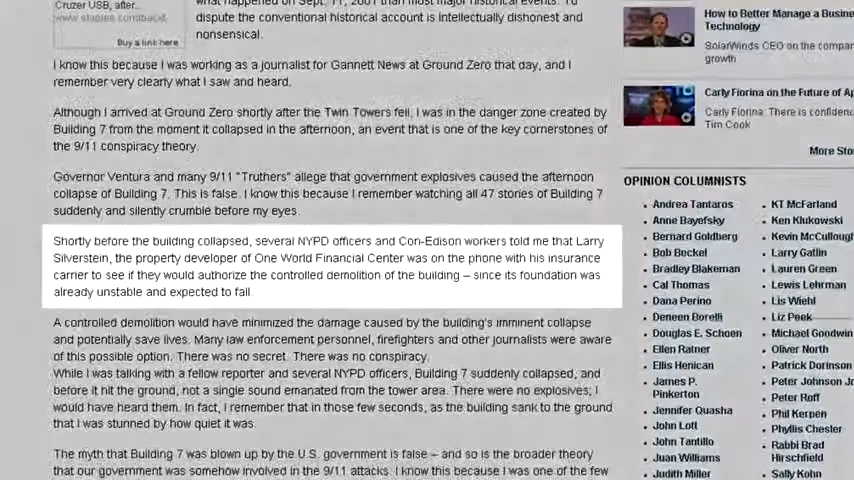 Cruzer USB, after...
www.staples.com/bacit
Buy a link here
what happened on Sept. 11, 2001 than most major historical events. To
dispute the conventional historical account is intellectually dishonest and
nonsensical.
I know this because I was working as a journalist for Gannett News at Ground Zero that day, and I
remember very clearly what I saw and heard.
Although I arrived at Ground Zero shortly after the Twin Towers fell, I was in the danger zone created by
Building 7 from the moment it collapsed in the afternoon, an event that is one of the key cornerstones of
the 9/11 conspiracy theory.
Governor Ventura and many 9/11 "Truthers" allege that government explosives caused the afternoon
collapse of Building 7. This is false. I know this because I remember watching all 47 stories of Building 7
suddenly and silently crumble before my eyes.
Shortly before the building collapsed, several NYPD officers and Con-Edison workers told me that Larry
Silverstein, the property developer of One World Financial Center was on the phone with his insurance
carrier to see if they would authorize the controlled demolition of the building – since its foundation was
already unstable and expected to fall.
A controlled demolition would have minimized the damage caused by the building's imminent collapse
and potentially save lives. Many law enforcement personnel, firefighters and other journalists were aware
of this possible option. There was no secret. There was no conspiracy.
While I was talking with a fellow reporter and several NYPD officers, Building 7 suddenly collapsed, and
before it hit the ground, not a single sound emanated from the tower area. There were no explosives; I
would have heard them. In fact, I remember that in those few seconds, as the building sank to the ground
that I was stunned by how quiet it was.
The myth that Building 7 was blown up by the U.S. government is false – and so is the broader theory
that our government was somehow involved in the 9/11 attacks. I know this because I was one of the few
How to Better Manage a Busine
Technology
SolarWinds CEO on the compan
growth
Carly Fiorina on the Future of Ap
Carly Fiorina: There is confidenc
Tim Cook
More Sto
OPINION COLUMNISTS
Andrea Tantaros
Anne Bayefsky
Bernard Goldberg
Bob Beckel
Bradley Blakeman
Cal Thomas
Dana Perino
Deneen Borelli
Douglas E. Schoen
Ellen Ratner
Ellis Henican
James P.
Pinkerton
Jennifer Quasha
John Lott
John Tantillo
Juan Williams
Judith Miller
KT McFarland
Ken Klukowski
Kevin McCullough
Larry Gatlin
Lauren Green
Lewis Lehrman
Lis Wiehl
Liz Peek
Michael Goodwin
Oliver North
Patrick Dorinson
Peter Johnson Jr
Peter Roff
Phil Kerpen
Phyllis Chester
Rabbi Brad
Hirschfield
Sally Kohn